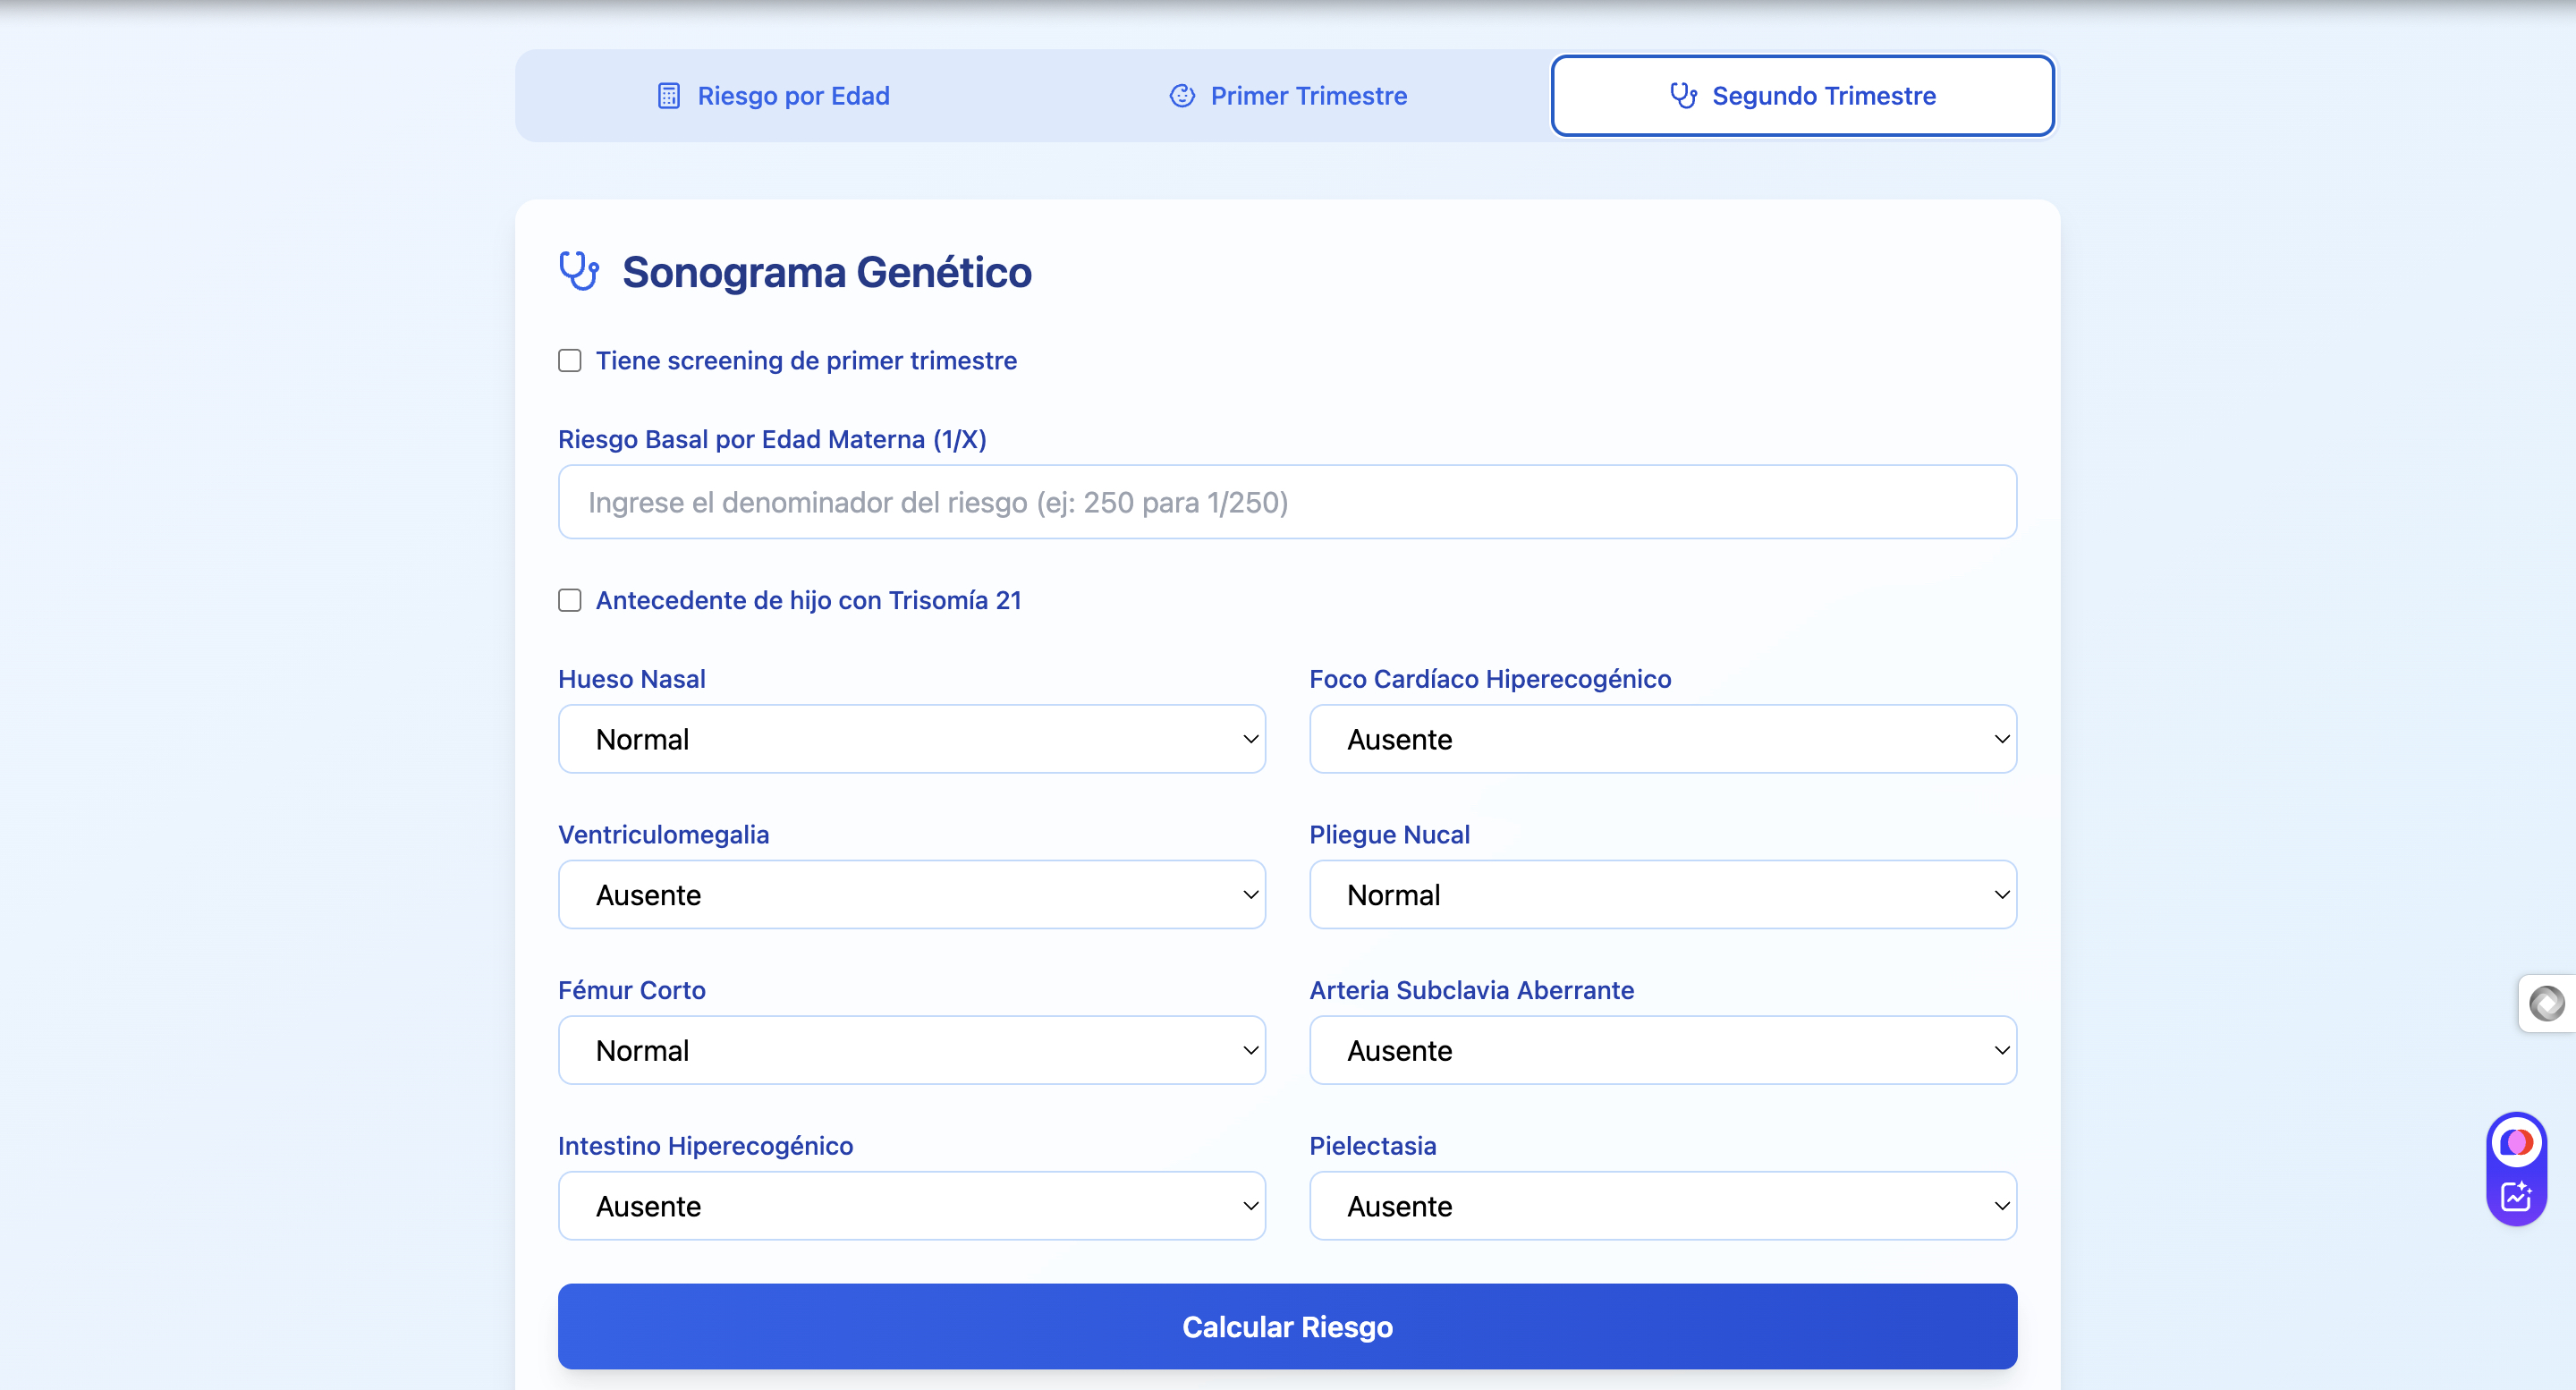 Riesgo por Edad
Primer Trimestre
Segundo Trimestre
Sonograma Genético
Tiene screening de primer trimestre
Riesgo Basal por Edad Materna (1/X)
Ingrese el denominador del riesgo (ej: 250 para 1/250)
Antecedente de hijo con Trisomía 21
Hueso Nasal
Normal
Foco Cardíaco Hiperecogénico
Ausente
Ventriculomegalia
Ausente
Pliegue Nucal
Normal
Fémur Corto
Normal
Arteria Subclavia Aberrante
Ausente
Intestino Hiperecogénico
Ausente
Pielectasia
Ausente
Calcular Riesgo